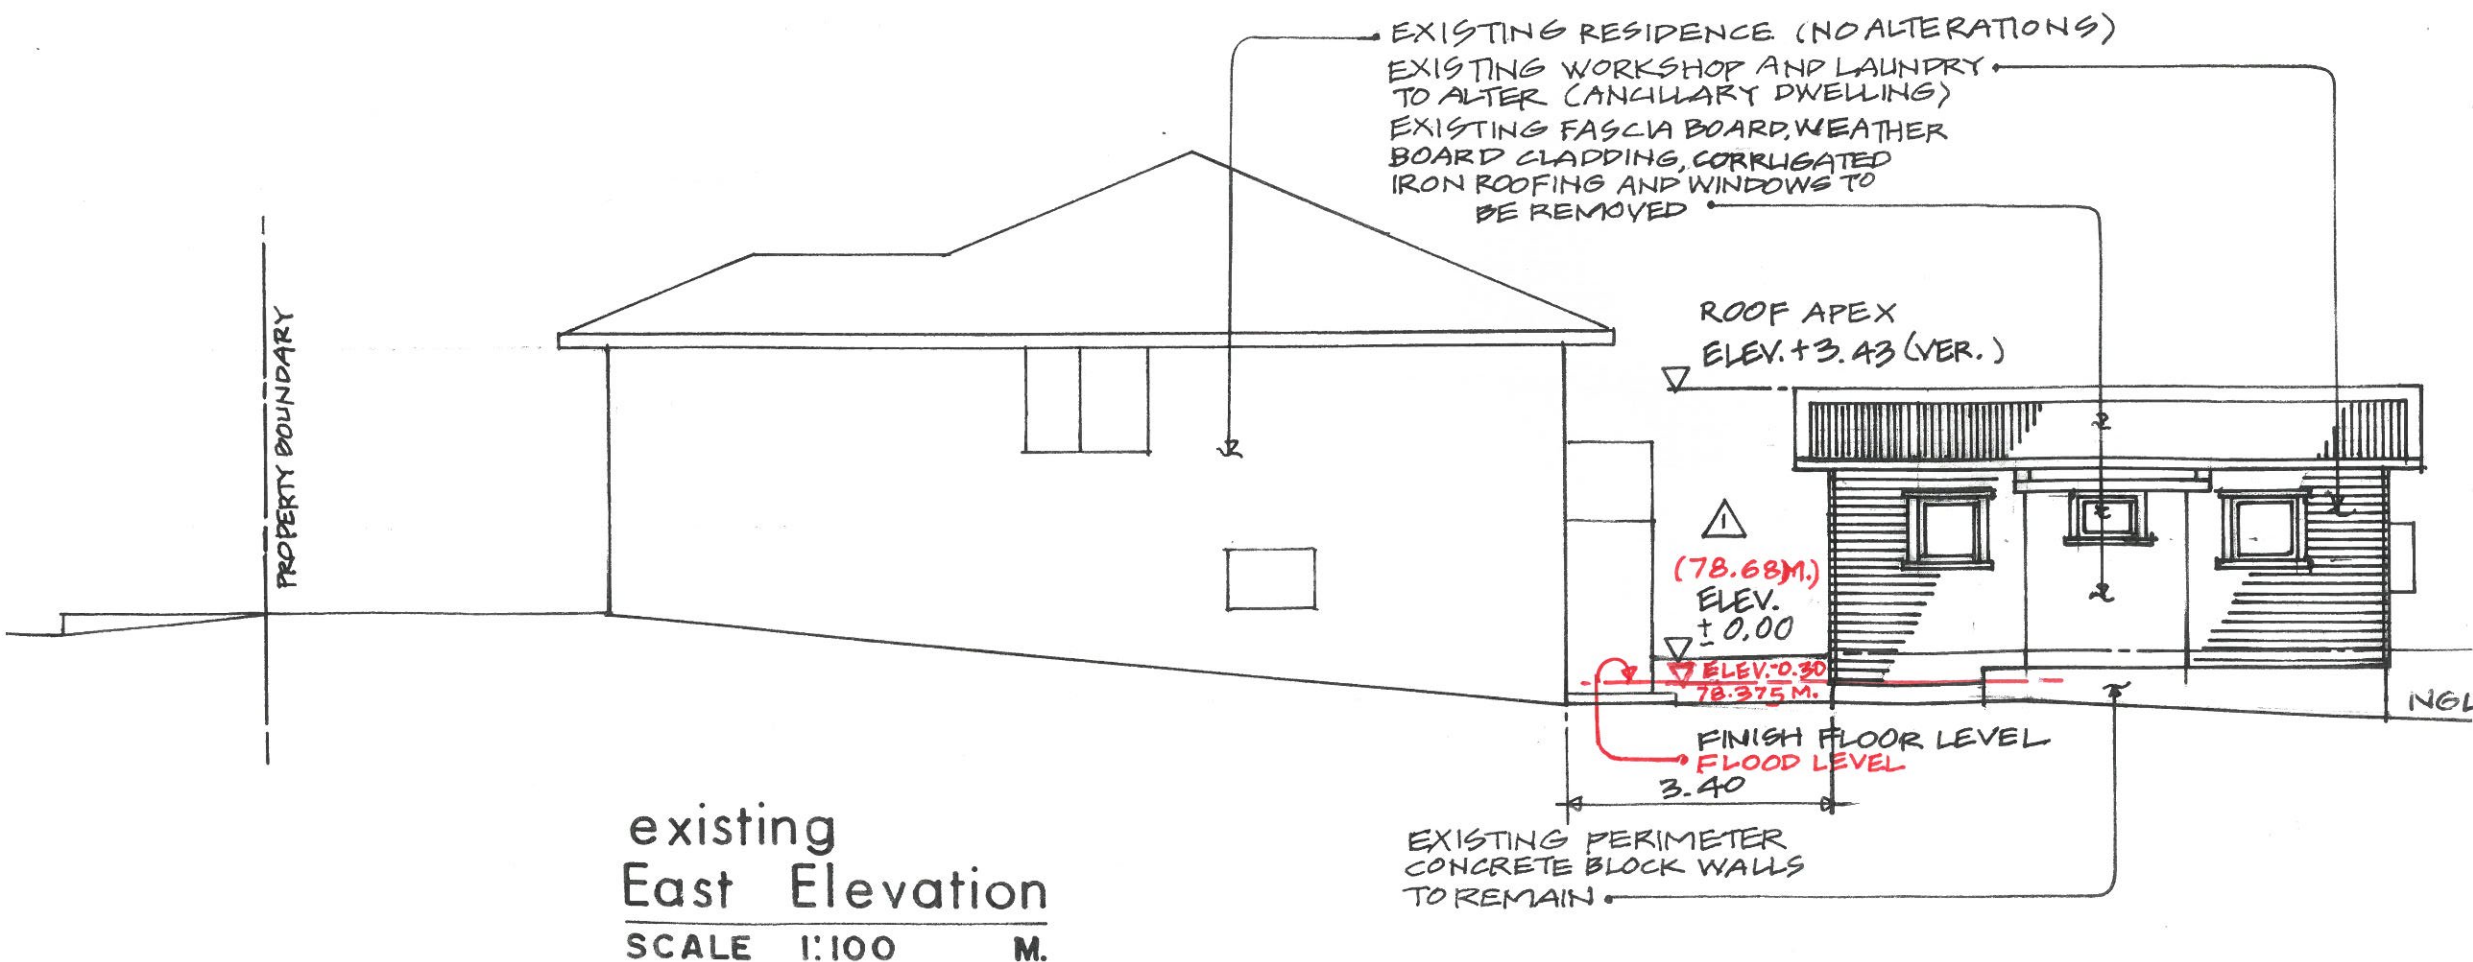 EXISTING RESIDENCE (NO ALTERATIONS)
EXISTING WORKSHOP AND LAUNDRY
TO ALTER (ANCILLARY DWELLING)
EXISTING FASCIA BOARD, WEATHER
BOARD CLADDING, CORRUGATED
IRON ROOFING AND WINDOWS TO
BE REMOVED
PROPERTY BOUNDARY
ROOF APEX
ELEV. +3.43 (VER.)
1
(78.68M.)
ELEV.
± 0.00
ELEV.-0.30
78.375 M.
NGL
FINISH FLOOR LEVEL
FLOOD LEVEL
3.40
EXISTING PERIMETER
CONCRETE BLOCK WALLS
TO REMAIN
existing
East Elevation
SCALE 1:100 M.